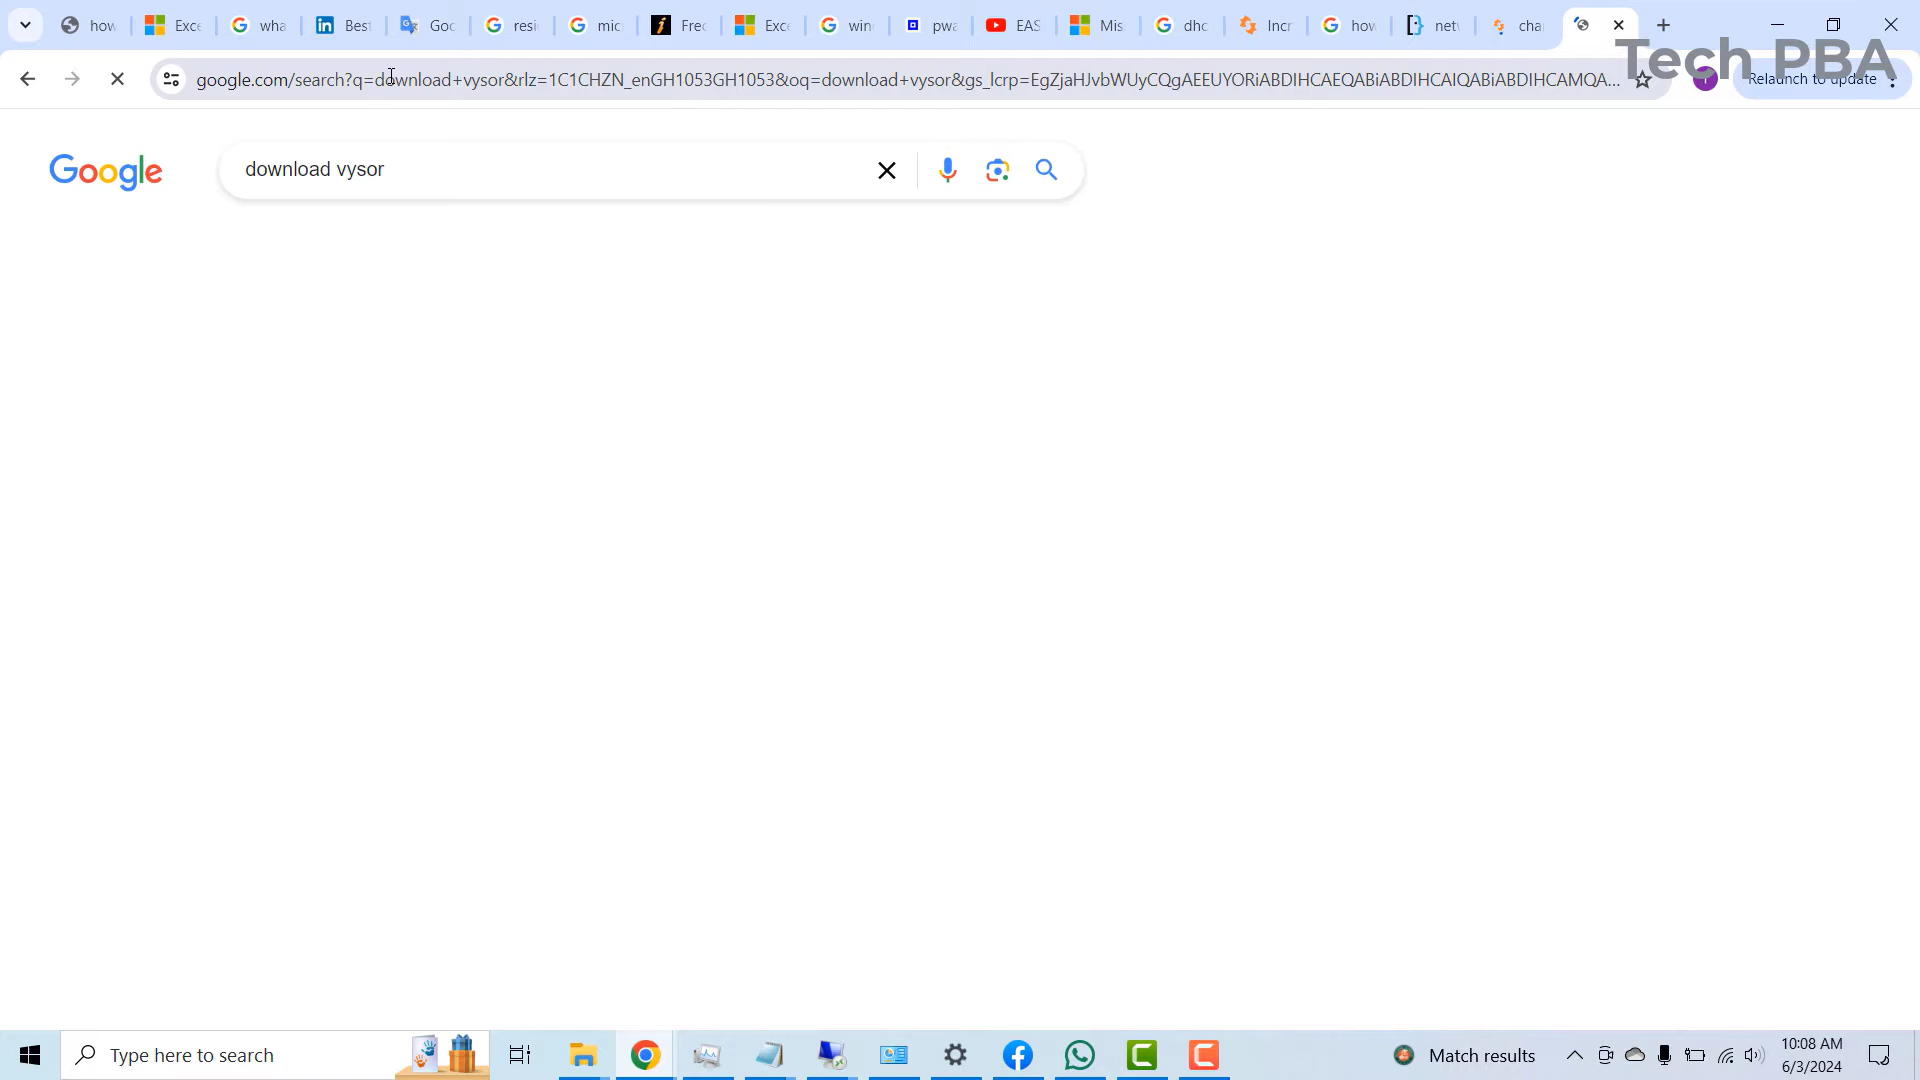 how
Exce
wha
Best
Goo
resi
mic
Free
Exce
win
pwa
EAS
Mis
dhc
Incr
how
netv
cha
google.com/search?q=download+vysor&rlz=1C1CHZN_enGH1053GH1053&oq=download+vysor&gs_lcrp=EgZjaHJvbWUyCQgAEEUYORiABDIHCAEQABiABDIHCAIQABiABDIHCAMQA...
Relaunch to update
Tech PBA
Google
download vysor
Type here to search
Match results
10:08 AM
6/3/2024